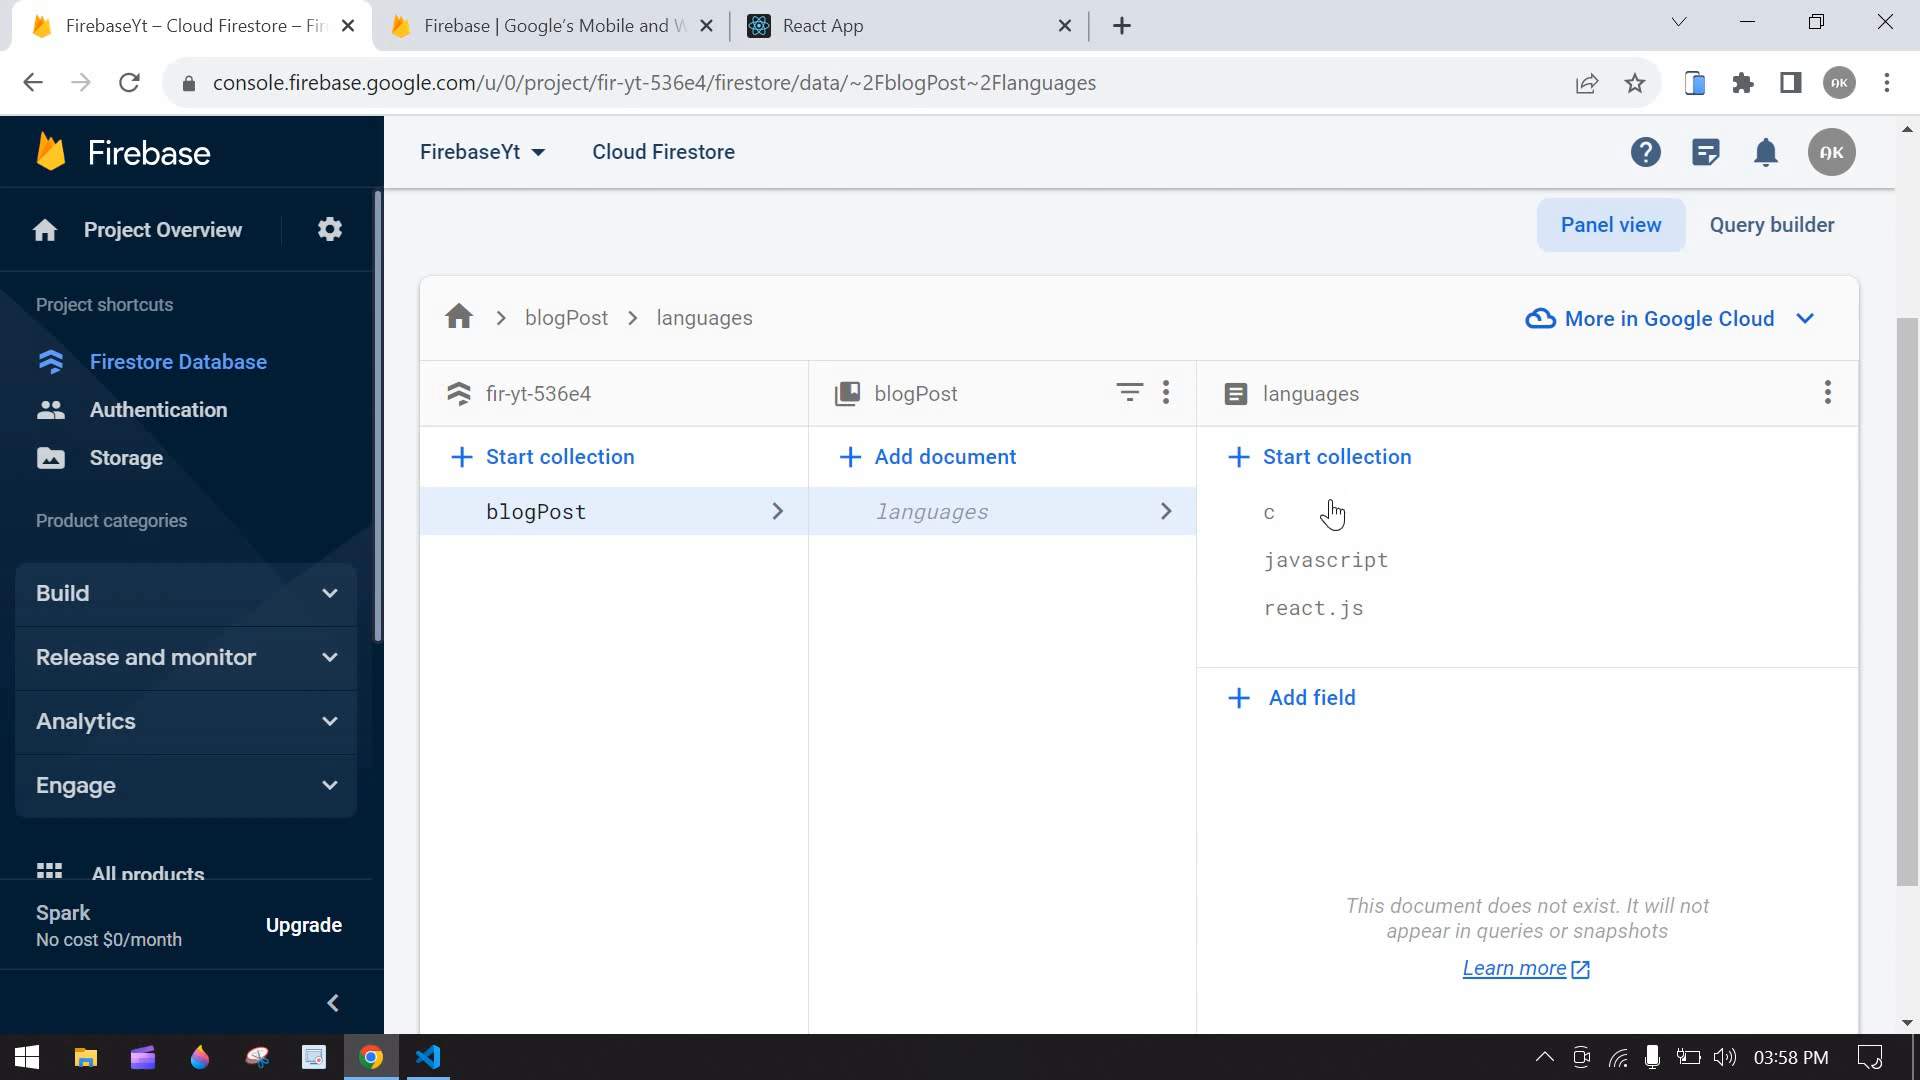 FirebaseYt – Cloud Firestore – Fir
Firebase | Google's Mobile and W
React App
console.firebase.google.com/u/0/project/fir-yt-536e4/firestore/data/~2FblogPost~2Flanguages
AK
Firebase
FirebaseYt
Cloud Firestore
AK
Project Overview
Panel view
Query builder
Project shortcuts
blogPost
languages
More in Google Cloud
Firestore Database
Authentication
Storage
Product categories
Build
Release and monitor
Analytics
Engage
All products
Spark
No cost $0/month
Upgrade
fir-yt-536e4
Start collection
blogPost
blogPost
Add document
languages
languages
Start collection
c
javascript
react.js
Add field
This document does not exist. It will not
appear in queries or snapshots
Learn more
03:58 PM